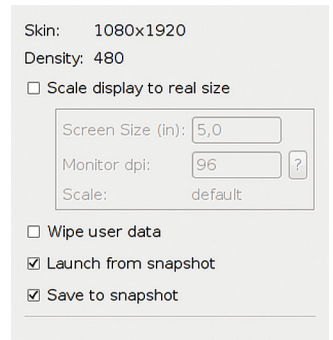 Skin: 1080x1920
Density: 480
Scale display to real size
Screen Size (in): 5,0
Monitor dpi: 96 ?
Scale: default
Wipe user data
Launch from snapshot
Save to snapshot